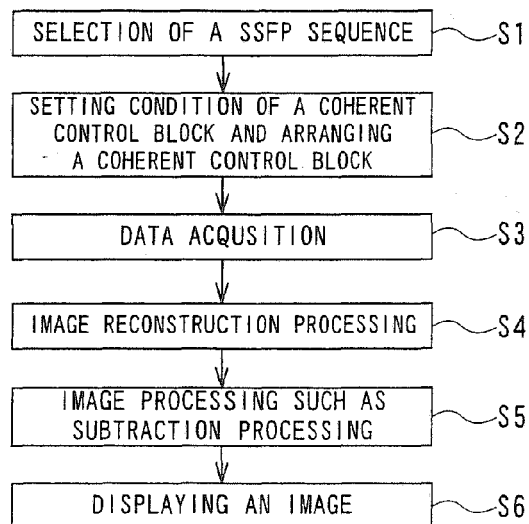 SELECTION OF A SSFP SEQUENCE
S1
SETTING CONDITION OF A COHERENT
CONTROL BLOCK AND ARRANGING
A COHERENT CONTROL BLOCK
S2
DATA ACQUSITION
S3
IMAGE RECONSTRUCTION PROCESSING
S4
IMAGE PROCESSING SUCH AS
SUBTRACTION PROCESSING
S5
DISPLAYING AN IMAGE
S6